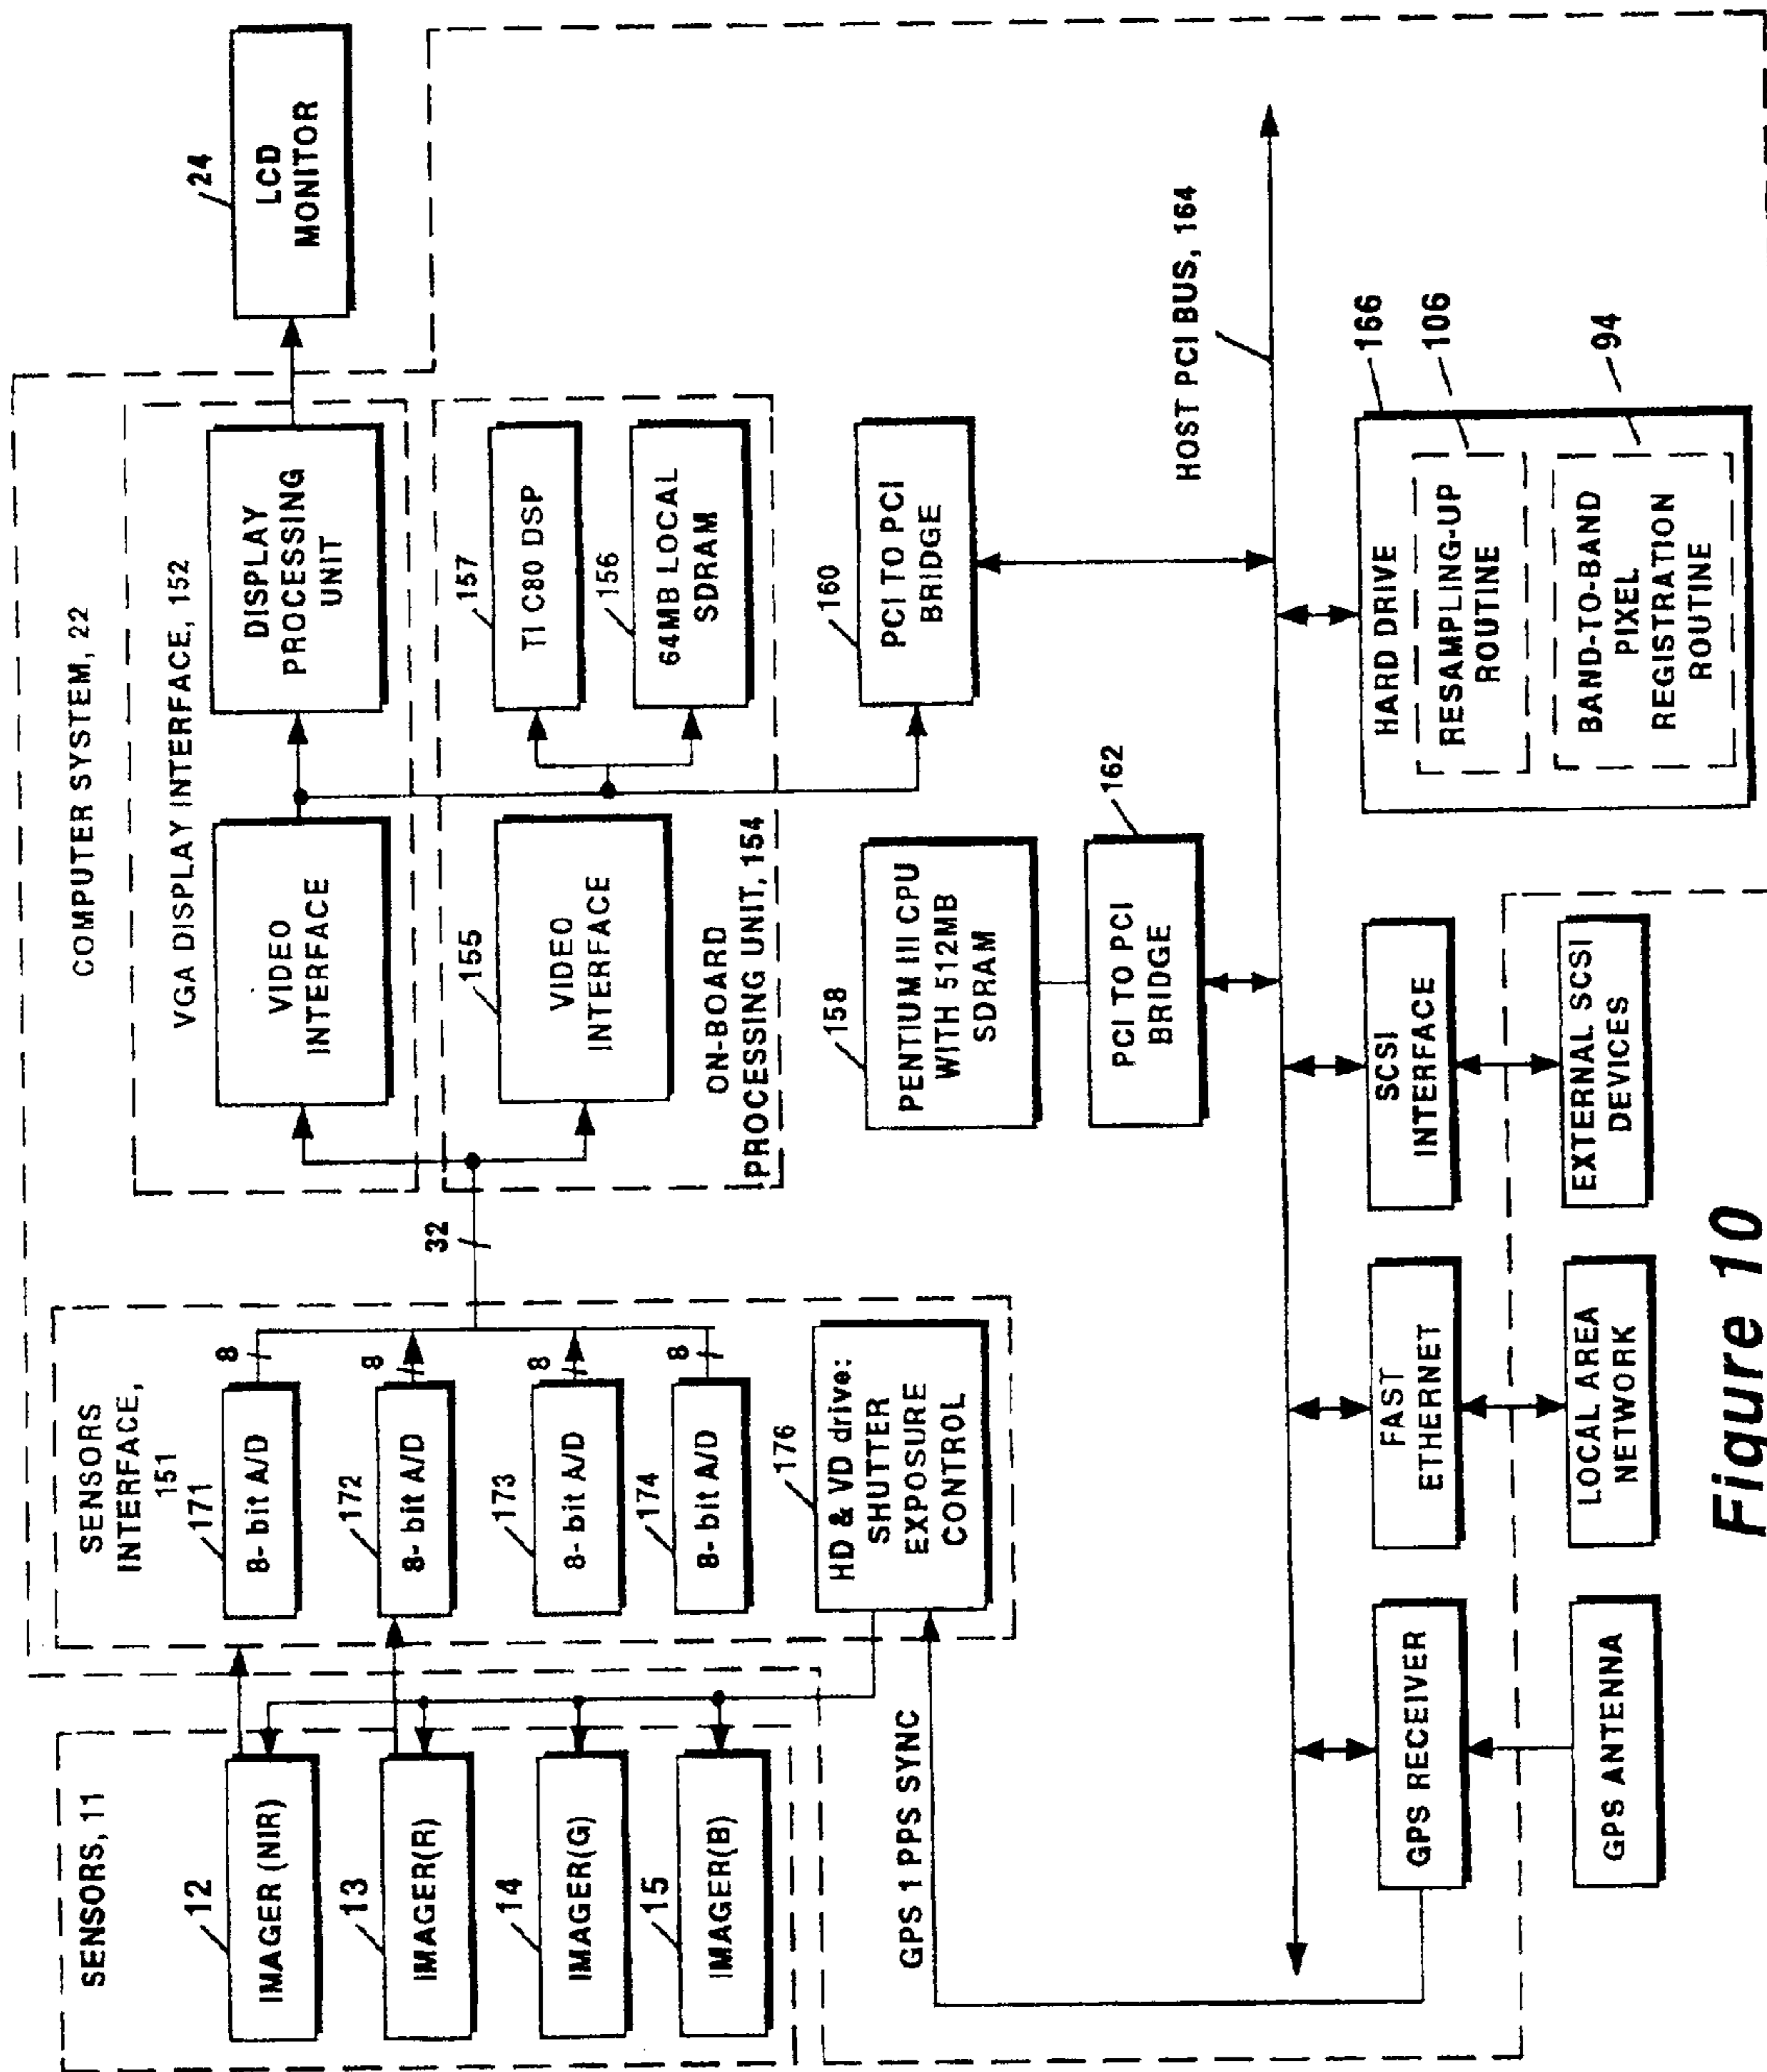 COMPUTER SYSTEM, 22
24
LCD
MONITOR
VGA DISPLAY INTERFACE, 152
VIDEO
INTERFACE
DISPLAY
PROCESSING
UNIT
155
VIDEO
INTERFACE
ON-BOARD
PROCESSING UNIT, 154
157
TI C80 DSP
156
64MB LOCAL
SDRAM
SENSORS
INTERFACE,
151
171
8- bit A/D
8
172
8- bit A/D
8
173
8- bit A/D
8
174
8- bit A/D
8
32
176
HD & VD drive:
SHUTTER
EXPOSURE
CONTROL
SENSORS, 11
12
IMAGER (NIR)
13
IMAGER(R)
14
IMAGER(G)
15
IMAGER(B)
GPS 1 PPS SYNC
158
PENTIUM III CPU
WITH 512MB
SDRAM
160
PCI TO PCI
BRIDGE
162
PCI TO PCI
BRIDGE
HOST PCI BUS, 164
GPS RECEIVER
FAST
ETHERNET
SCSI
INTERFACE
166
HARD DRIVE
106
RESAMPLING-UP
ROUTINE
94
BAND-TO-BAND
PIXEL
REGISTRATION
ROUTINE
GPS ANTENNA
LOCAL AREA
NETWORK
EXTERNAL SCSI
DEVICES
Figure 10